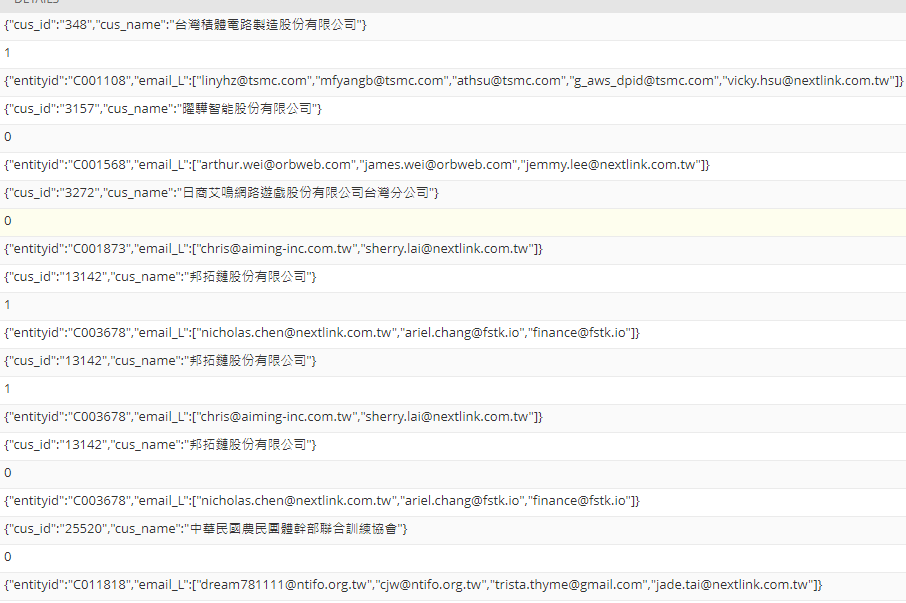 DETAILS
{"cus_id":"348","cus_name":"台灣積體電路製造股份有限公司"}
1
{"entityid":"C001108","email_L":["linyhz@tsmc.com","mfyangb@tsmc.com","athsu@tsmc.com","g_aws_dpid@tsmc.com","vicky.hsu@nextlink.com.tw"]}
{"cus_id":"3157","cus_name":"曜驊智能股份有限公司"}
0
{"entityid":"C001568","email_L":["arthur.wei@orbweb.com","james.wei@orbweb.com","jemmy.lee@nextlink.com.tw"]}
{"cus_id":"3272","cus_name":"日商艾鳴網路遊戲股份有限公司台灣分公司"}
0
{"entityid":"C001873","email_L":["chris@aiming-inc.com.tw","sherry.lai@nextlink.com.tw"]}
{"cus_id":"13142","cus_name":"邦拓鏈股份有限公司"}
1
{"entityid":"C003678","email_L":["nicholas.chen@nextlink.com.tw","ariel.chang@fstk.io","finance@fstk.io"]}
{"cus_id":"13142","cus_name":"邦拓鏈股份有限公司"}
1
{"entityid":"C003678","email_L":["chris@aiming-inc.com.tw","sherry.lai@nextlink.com.tw"]}
{"cus_id":"13142","cus_name":"邦拓鏈股份有限公司"}
0
{"entityid":"C003678","email_L":["nicholas.chen@nextlink.com.tw","ariel.chang@fstk.io","finance@fstk.io"]}
{"cus_id":"25520","cus_name":"中華民國農民團體幹部聯合訓練協會"}
0
{"entityid":"C011818","email_L":["dream781111@ntifo.org.tw","cjw@ntifo.org.tw","trista.thyme@gmail.com","jade.tai@nextlink.com.tw"]}